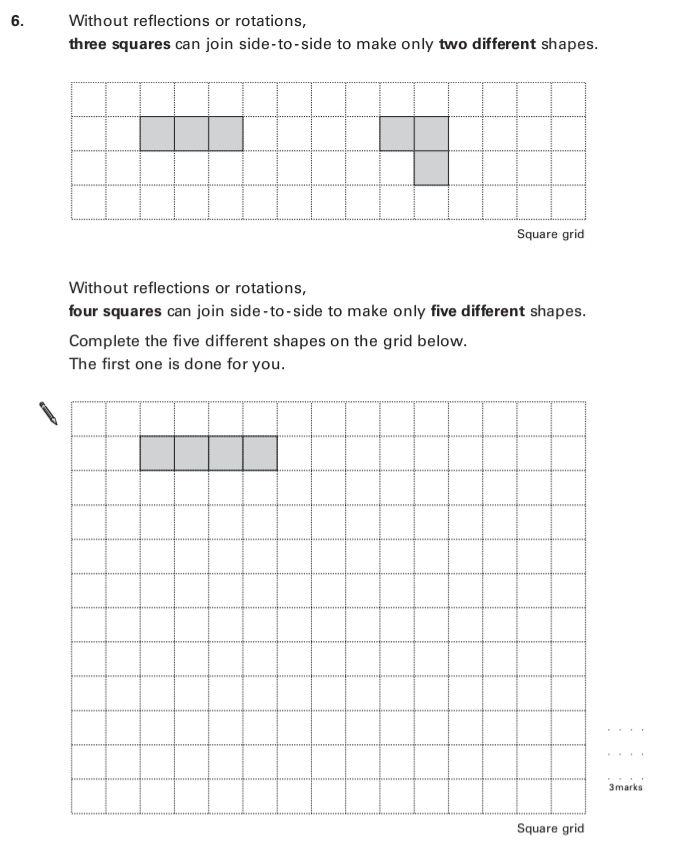 6. Without reflections or rotations,
three squares can join side-to-side to make only two different shapes.
Square grid
Without reflections or rotations,
four squares can join side-to-side to make only five different shapes.
Complete the five different shapes on the grid below.
The first one is done for you.
3marks
Square grid